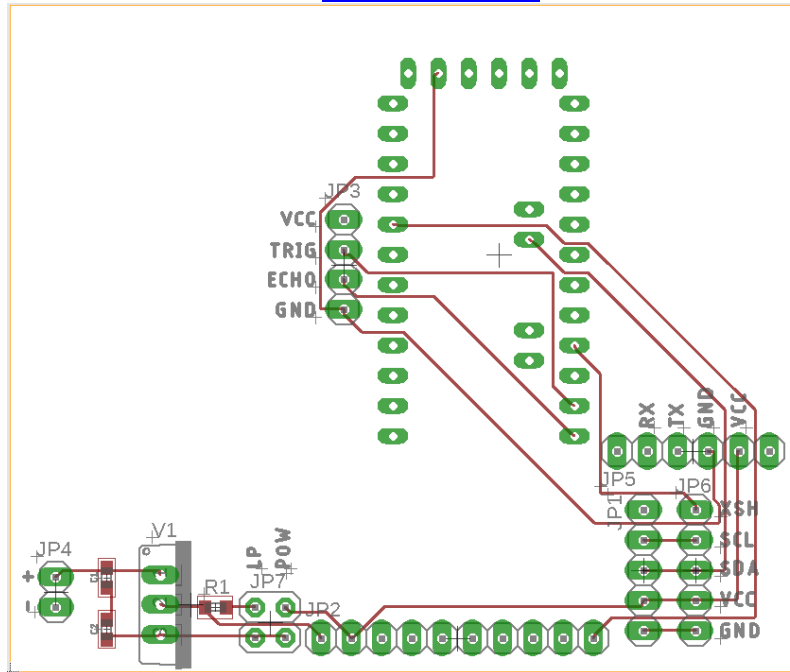 JP3
VCC
TRIG
ECHO
GND
RX
TX
GND
VCC
JP5
JP6
JP1
XSH
SCL
SDA
VCC
GND
JP4
+
-
V1
R1
LP
POW
JP7
JP2